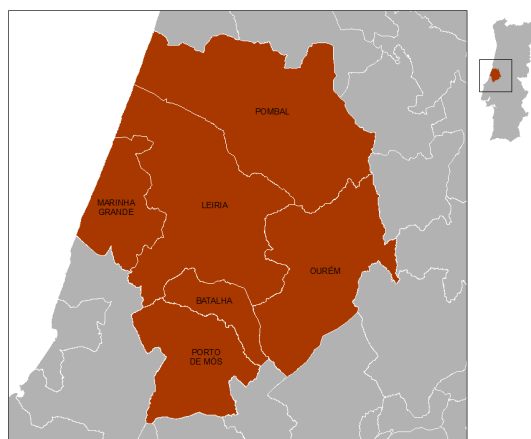 POMBAL
MARINHA
GRANDE
LEIRIA
OURÉM
BATALHA
PORTO
DE MÓS